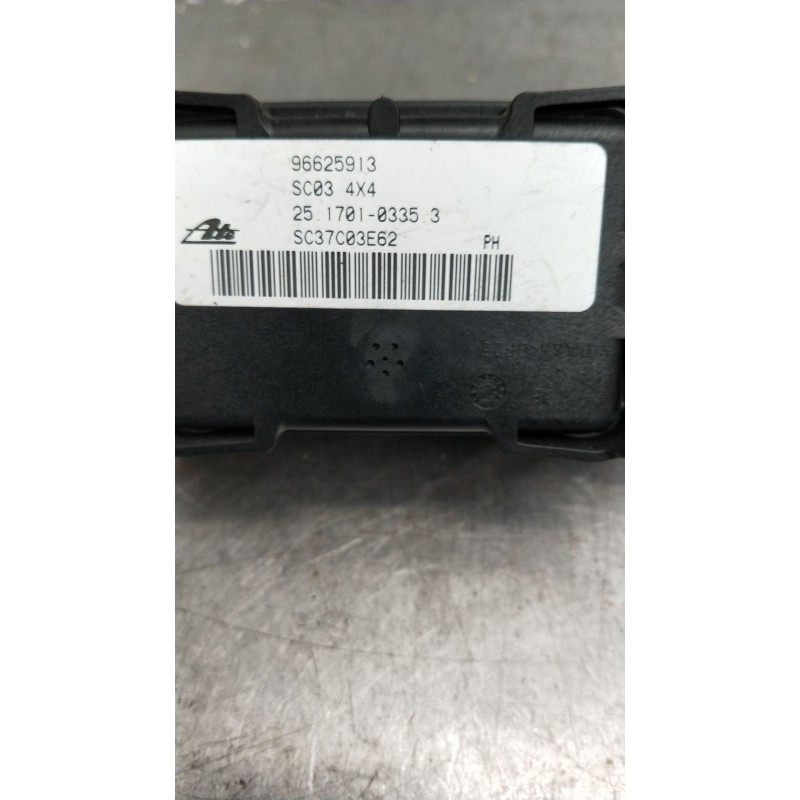 96625913
SC03 4X4
25.1701-0335.3
Ate
SC37C03E62 PH